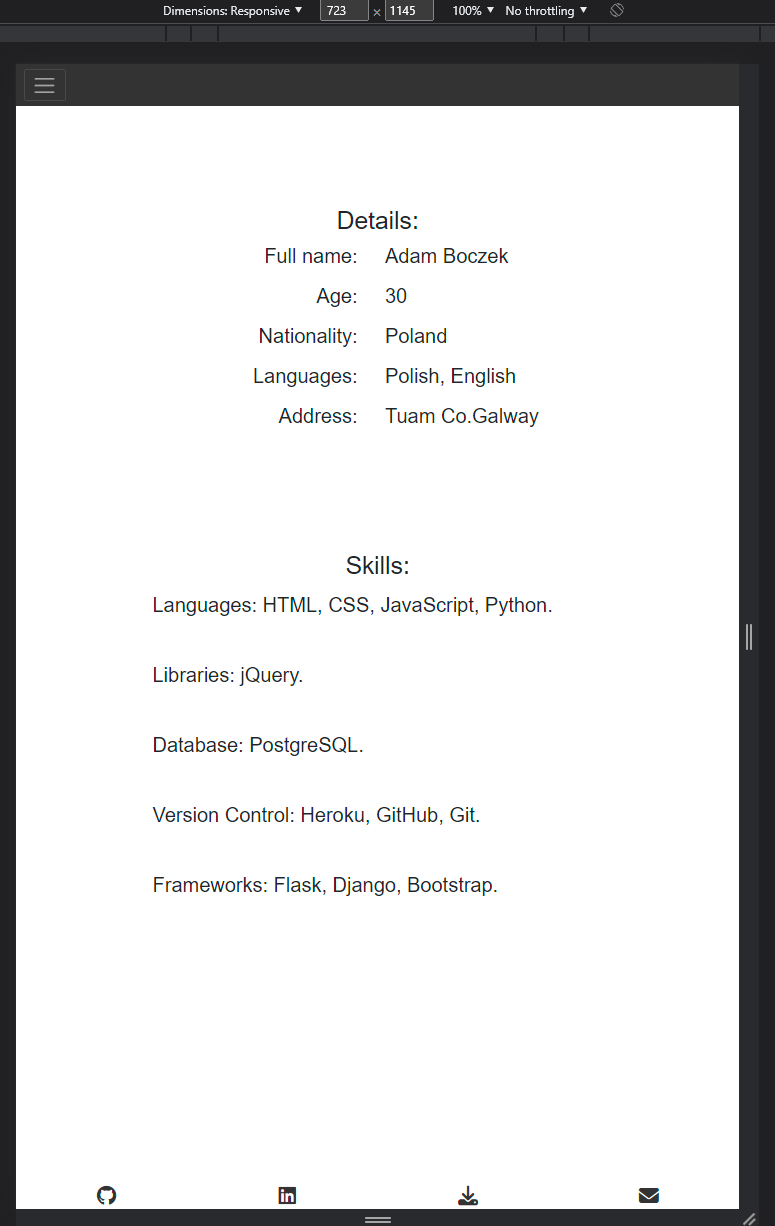 Dimensions: Responsive ▼ 723 × 1145 100% ▼ No throttling ▼
Details:
Full name: Adam Boczek
Age: 30
Nationality: Poland
Languages: Polish, English
Address: Tuam Co.Galway
Skills:
Languages: HTML, CSS, JavaScript, Python.
Libraries: jQuery.
Database: PostgreSQL.
Version Control: Heroku, GitHub, Git.
Frameworks: Flask, Django, Bootstrap.
in